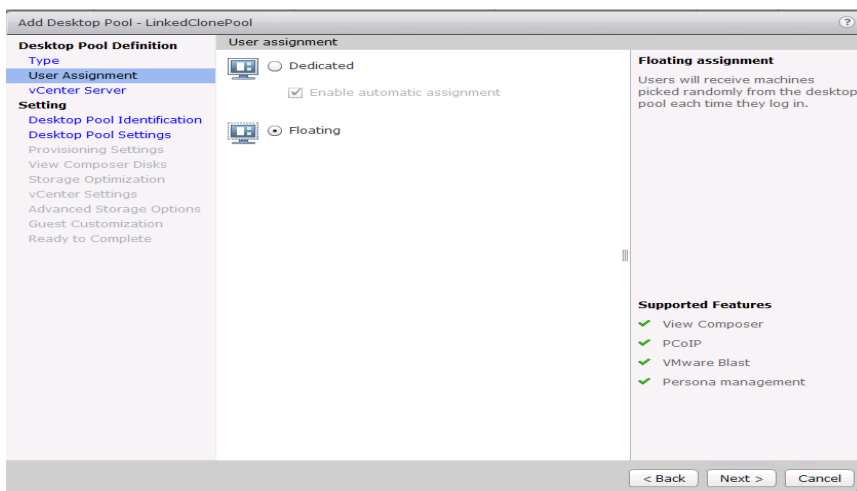 Add Desktop Pool - LinkedClonePool
?
Desktop Pool Definition
Type
User Assignment
vCenter Server
Setting
Desktop Pool Identification
Desktop Pool Settings
Provisioning Settings
View Composer Disks
Storage Optimization
vCenter Settings
Advanced Storage Options
Guest Customization
Ready to Complete
User assignment
Dedicated
Enable automatic assignment
Floating
Floating assignment
Users will receive machines
picked randomly from the desktop
pool each time they log in.
Supported Features
View Composer
PCoIP
VMware Blast
Persona management
< Back
Next >
Cancel